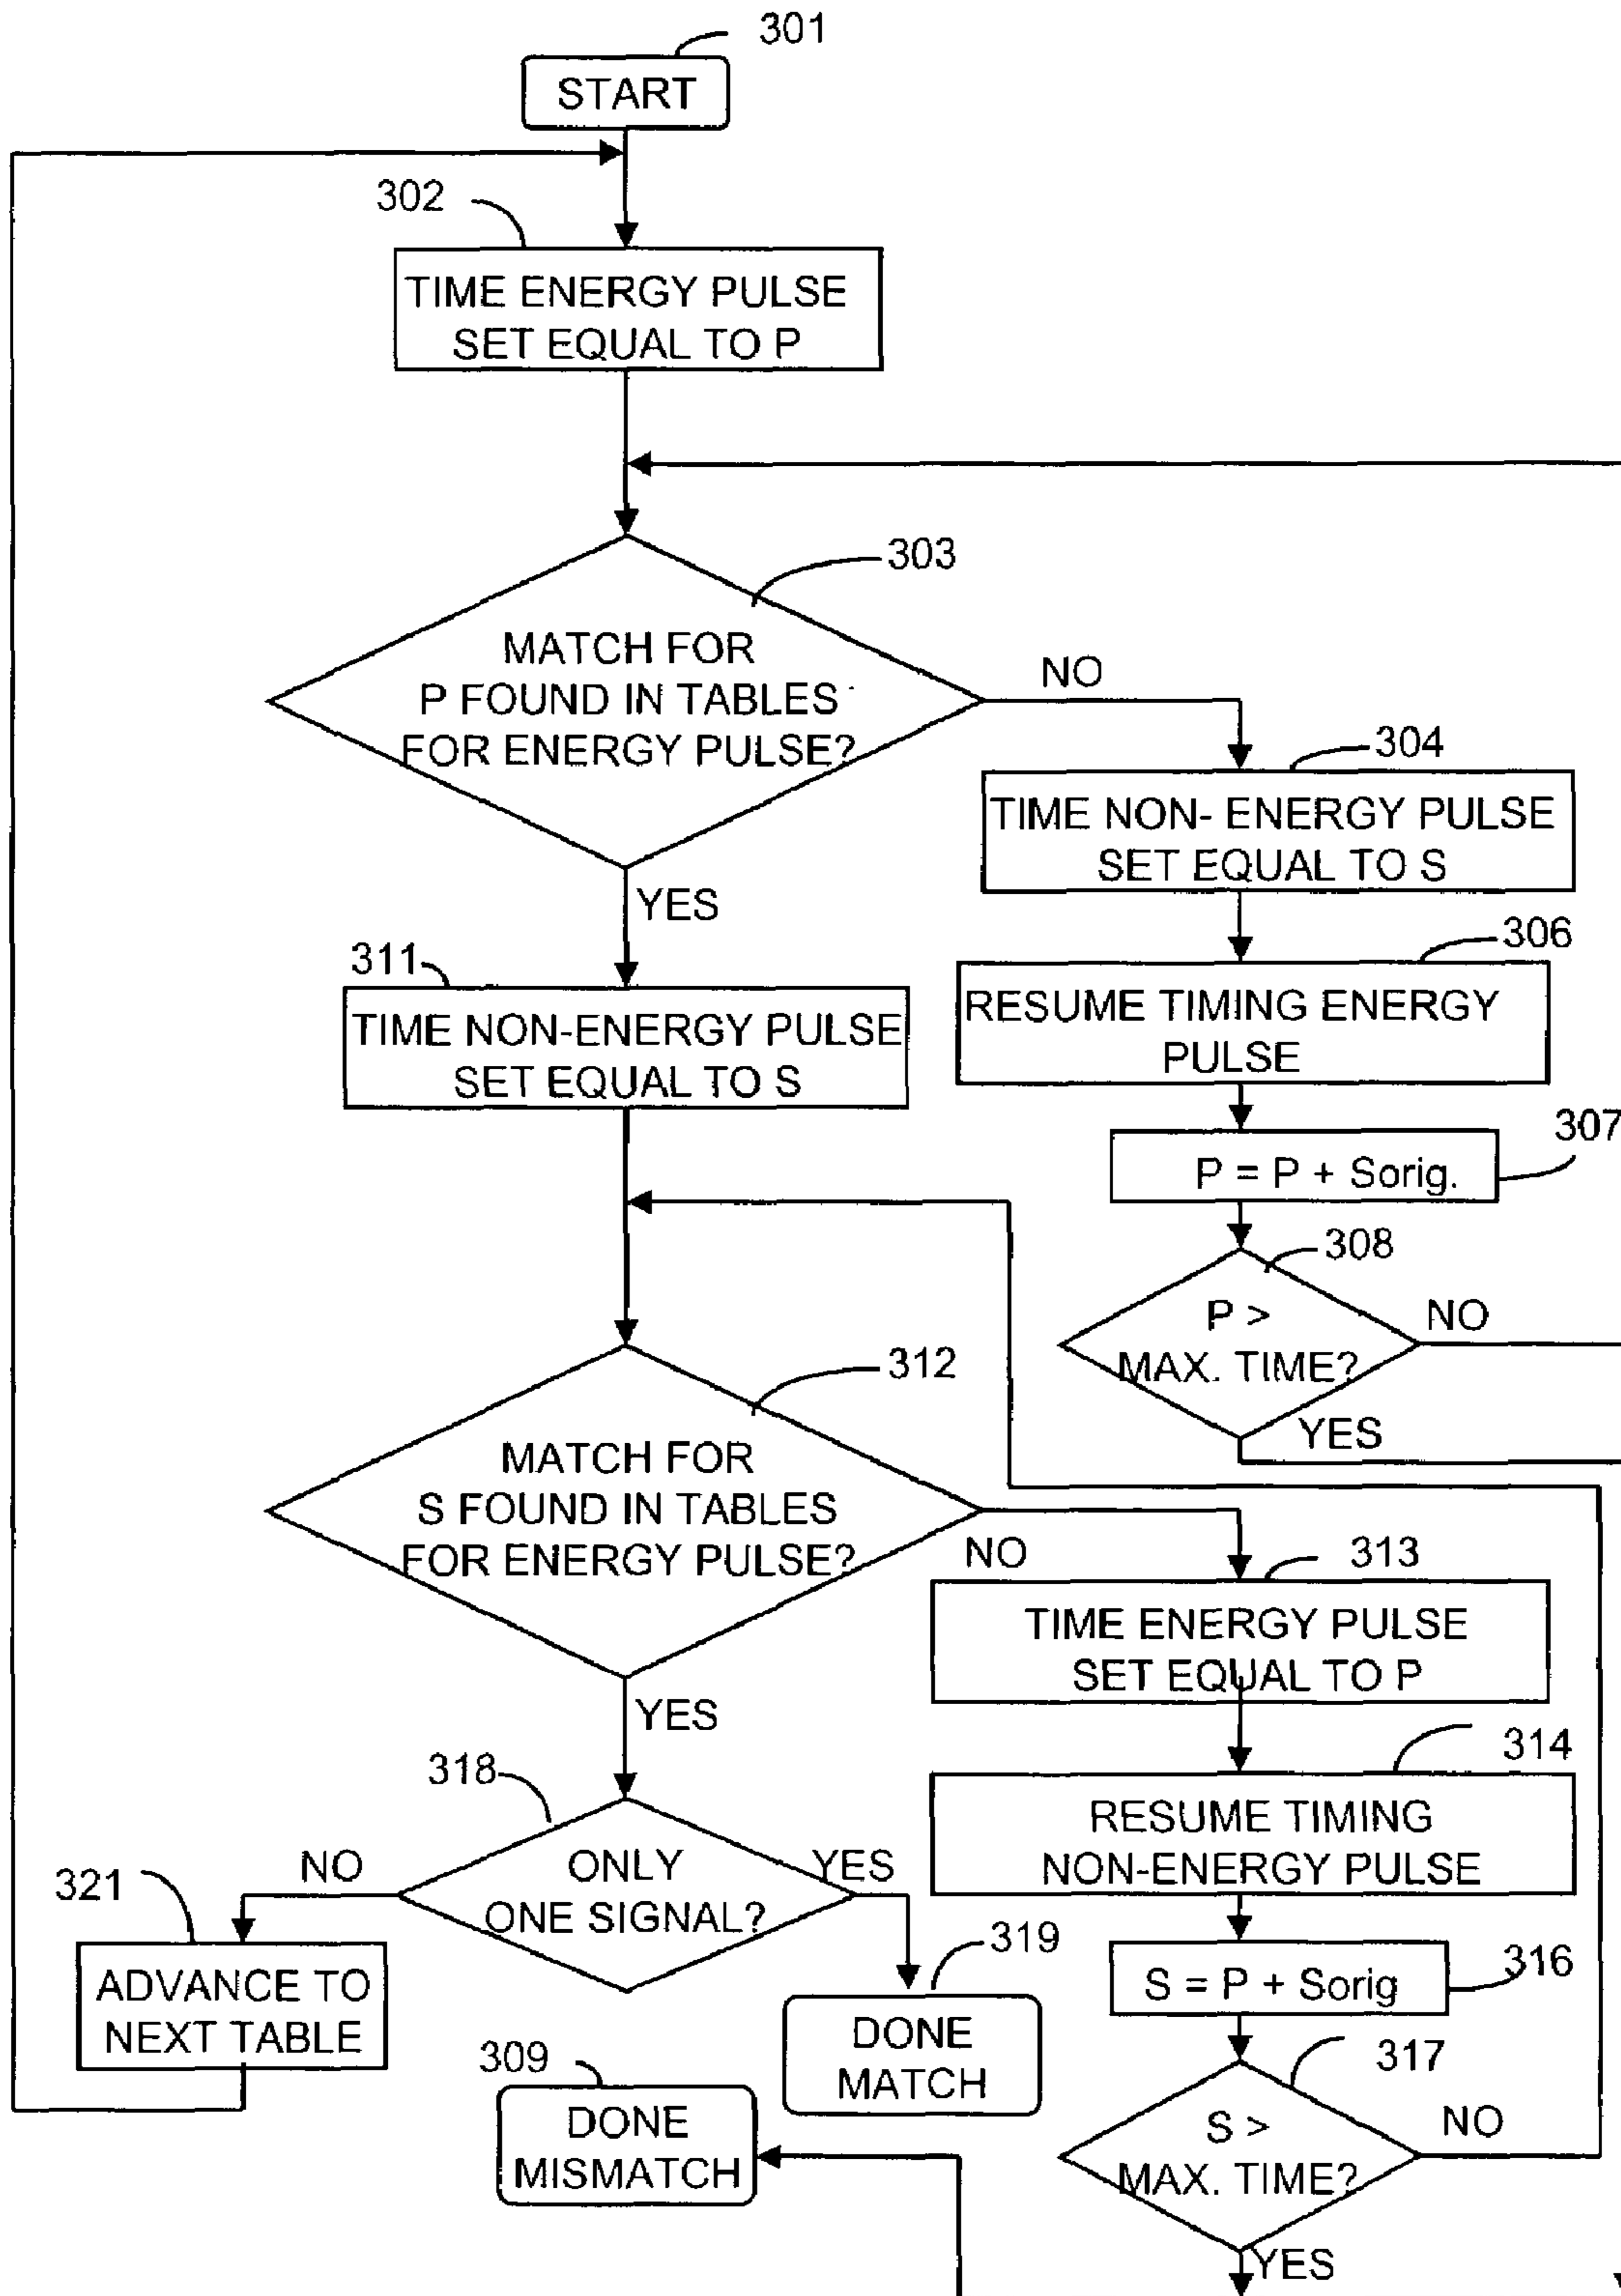 301
START
302
TIME ENERGY PULSE
SET EQUAL TO P
303
MATCH FOR
P FOUND IN TABLES
FOR ENERGY PULSE?
NO
304
TIME NON- ENERGY PULSE
SET EQUAL TO S
YES
306
RESUME TIMING ENERGY
PULSE
311
TIME NON-ENERGY PULSE
SET EQUAL TO S
307
P = P + Sorig.
308
P >
MAX. TIME?
NO
YES
312
MATCH FOR
S FOUND IN TABLES
FOR ENERGY PULSE?
NO
313
TIME ENERGY PULSE
SET EQUAL TO P
YES
314
RESUME TIMING
NON-ENERGY PULSE
318
ONLY
ONE SIGNAL?
NO
YES
321
ADVANCE TO
NEXT TABLE
319
DONE
MATCH
316
S = P + Sorig
309
DONE
MISMATCH
317
S >
MAX. TIME?
NO
YES